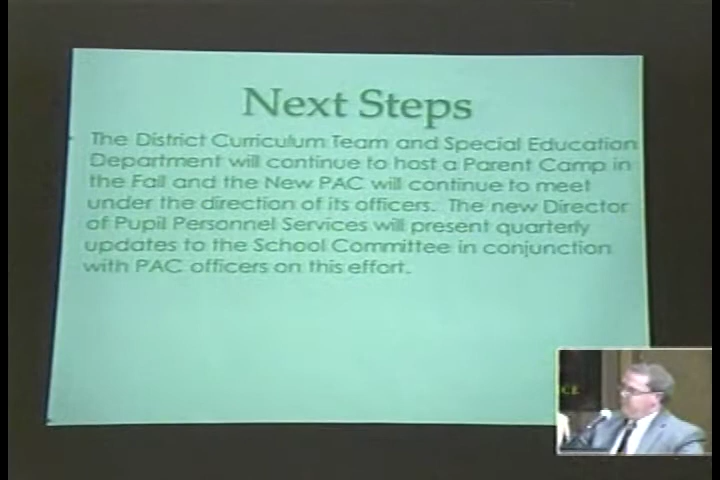 Next Steps
The District Curriculum Team and Special Education
Department will continue to host a Parent Camp in
the Fall and the New PAC will continue to meet
under the direction of its officers. The new Director
of Pupil Personnel Services will present quarterly
updates to the School Committee in conjunction
with PAC officers on this effort.